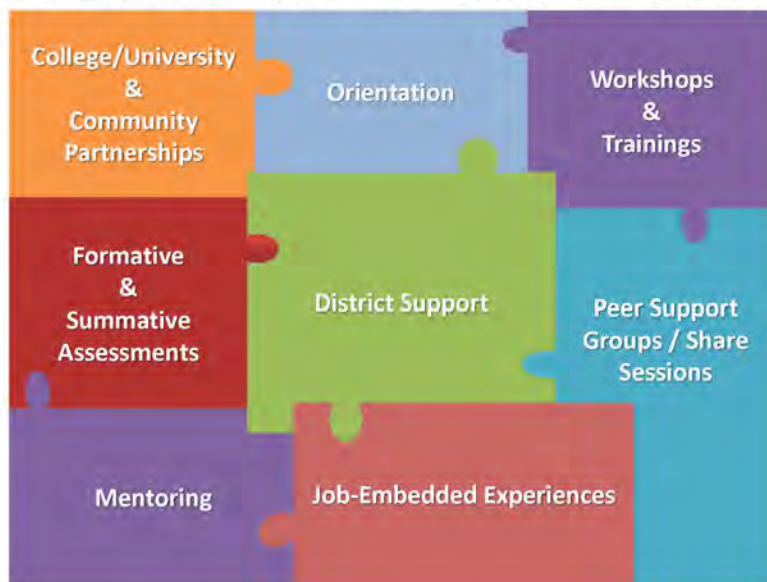 College/University
&
Community
Partnerships
Orientation
Workshops
&
Trainings
Formative
&
Summative
Assessments
District Support
Peer Support
Groups / Share
Sessions
Mentoring
Job-Embedded Experiences